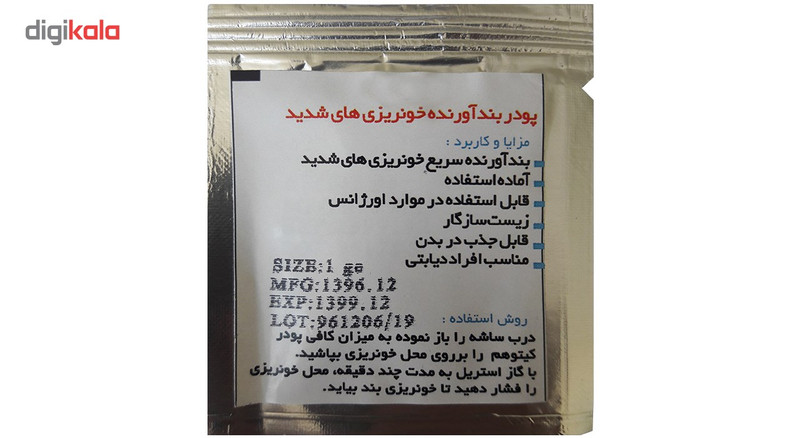 digikala
پودر بندآورنده خونریزی های شدید
مزایا و کاربرد :
بندآورنده سریع خونریزی های شدید
آماده استفاده
قابل استفاده در موارد اورژانس
زیست‌سازگار
قابل جذب در بدن
مناسب افراد دیابتی
SIZE:1 ge
MFG:1396.12
EXP:1399.12
LOT:961206/19
روش استفاده :
درب ساشه را باز نموده به میزان کافی پودر
کیتوهم را برروی محل خونریزی بپاشید.
با گاز استریل به مدت چند دقیقه، محل خونریزی
را فشار دهید تا خونریزی بند بیاید.